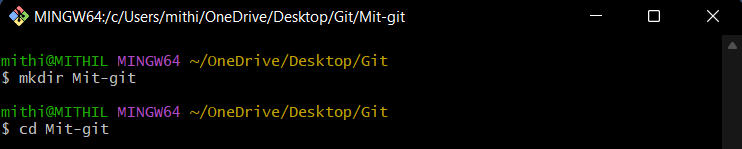 MINGW64:/c/Users/mithi/OneDrive/Desktop/Git/Mit-git
mithi@MITHIL MINGW64 ~/OneDrive/Desktop/Git
$ mkdir Mit-git
mithi@MITHIL MINGW64 ~/OneDrive/Desktop/Git
$ cd Mit-git